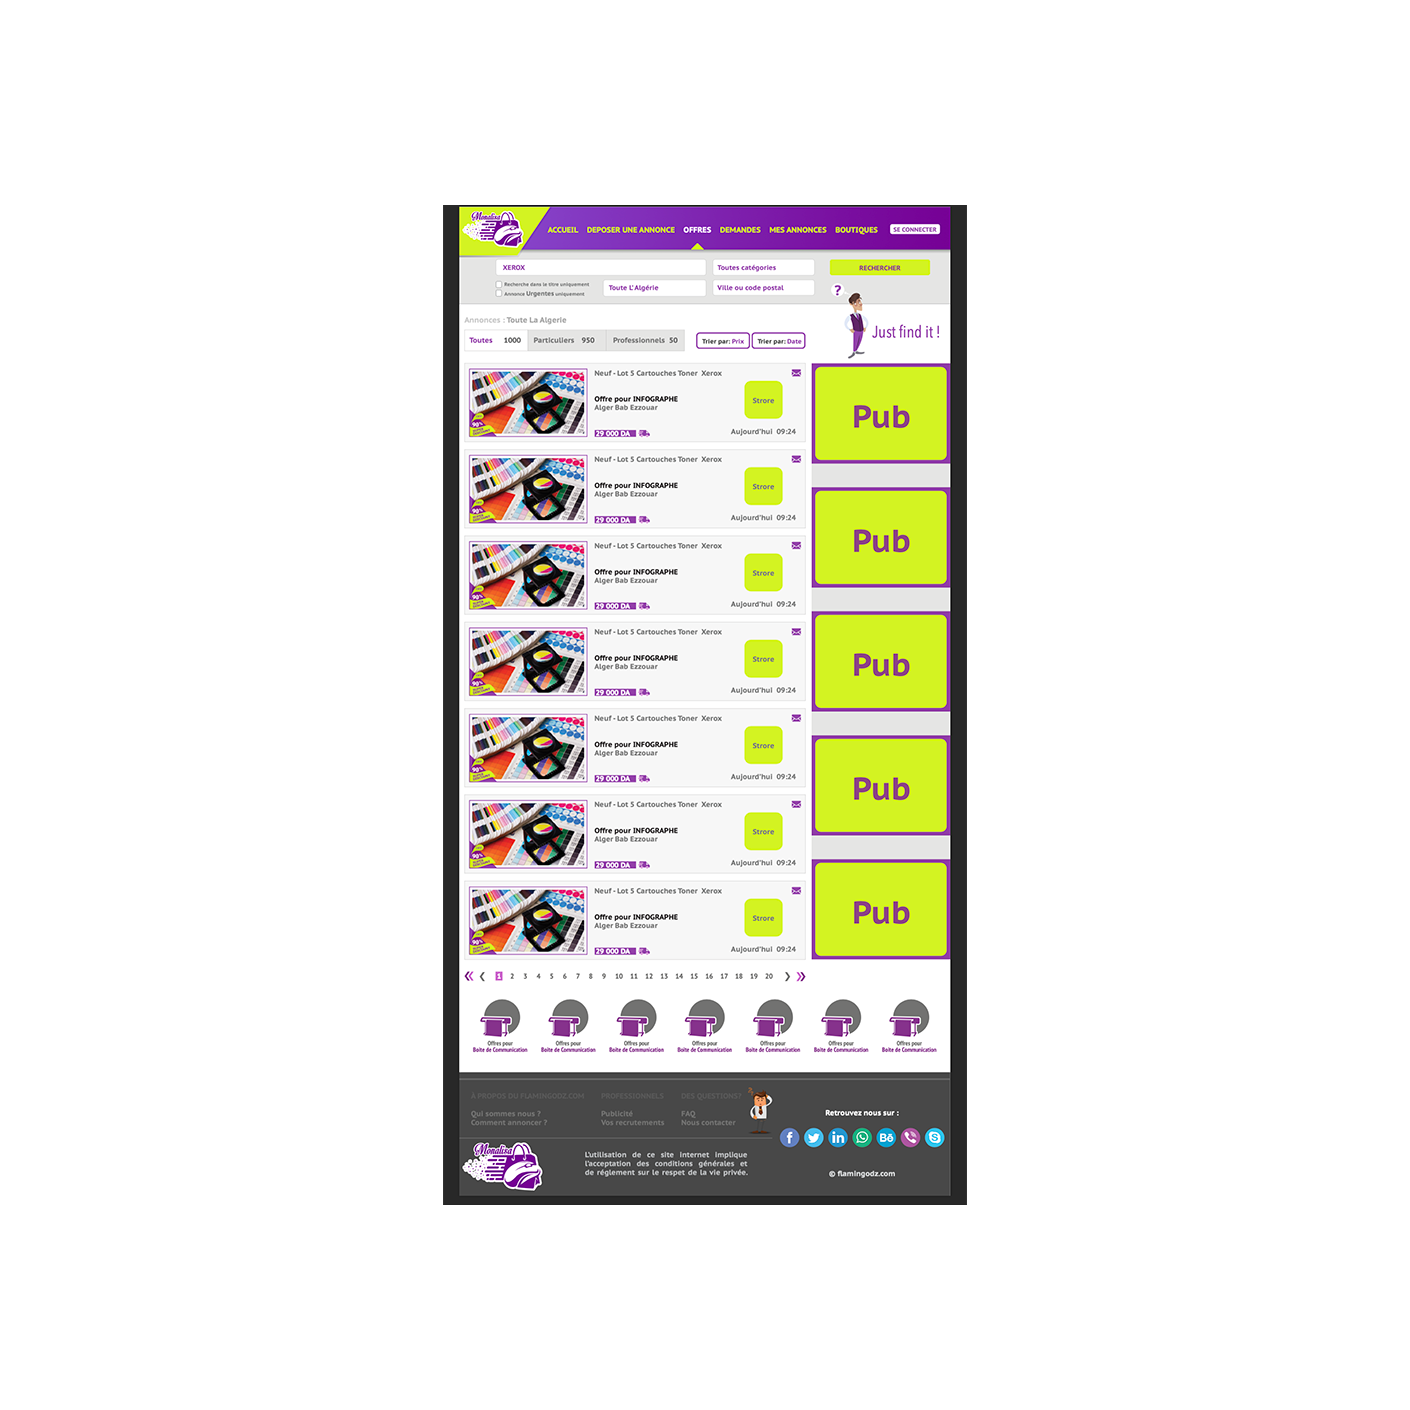 Monalisa
ACCUEIL DEPOSER UNE ANNONCE OFFRES DEMANDES MES ANNONCES BOUTIQUES SE CONNECTER
XEROX Toutes catégories RECHERCHER
Recherche dans le titre uniquement
Annonce Urgentes uniquement
Toute L'Algérie Ville ou code postal
?
Just find it !
Annonces : Toute La Algerie
Toutes 1000 Particuliers 950 Professionnels 50 Trier par: Prix Trier par: Date
Neuf - Lot 5 Cartouches Toner Xerox
Offre pour INFOGRAPHE
Alger Bab Ezzouar
Strore
90%
29 000 DA
Aujourd'hui 09:24
Neuf - Lot 5 Cartouches Toner Xerox
Offre pour INFOGRAPHE
Alger Bab Ezzouar
Strore
90%
29 000 DA
Aujourd'hui 09:24
Neuf - Lot 5 Cartouches Toner Xerox
Offre pour INFOGRAPHE
Alger Bab Ezzouar
Strore
90%
29 000 DA
Aujourd'hui 09:24
Neuf - Lot 5 Cartouches Toner Xerox
Offre pour INFOGRAPHE
Alger Bab Ezzouar
Strore
90%
29 000 DA
Aujourd'hui 09:24
Neuf - Lot 5 Cartouches Toner Xerox
Offre pour INFOGRAPHE
Alger Bab Ezzouar
Strore
90%
29 000 DA
Aujourd'hui 09:24
Neuf - Lot 5 Cartouches Toner Xerox
Offre pour INFOGRAPHE
Alger Bab Ezzouar
Strore
90%
29 000 DA
Aujourd'hui 09:24
Neuf - Lot 5 Cartouches Toner Xerox
Offre pour INFOGRAPHE
Alger Bab Ezzouar
Strore
90%
29 000 DA
Aujourd'hui 09:24
Pub
Pub
Pub
Pub
Pub
1 2 3 4 5 6 7 8 9 10 11 12 13 14 15 16 17 18 19 20
Offres pour
Boite de Communication
Offres pour
Boite de Communication
Offres pour
Boite de Communication
Offres pour
Boite de Communication
Offres pour
Boite de Communication
Offres pour
Boite de Communication
Offres pour
Boite de Communication
À PROPOS DU FLAMINGODZ.COM
Qui sommes nous ?
Comment annoncer ?
PROFESSIONNELS
Publicité
Vos recrutements
DES QUESTIONS?
FAQ
Nous contacter
Retrouvez nous sur :
Monalisa
L'utilisation de ce site internet implique
l'acceptation des conditions générales et
de réglement sur le respet de la vie privée.
© flamingodz.com